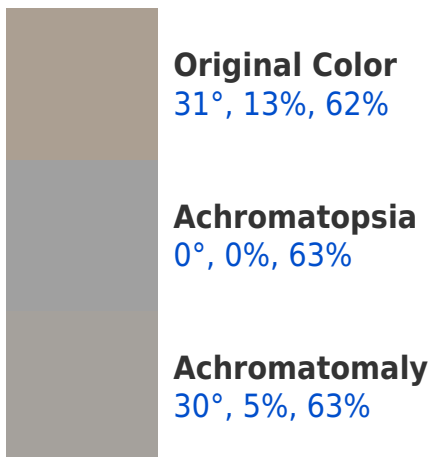 Original Color
31°, 13%, 62%
Achromatopsia
0°, 0%, 63%
Achromatomaly
30°, 5%, 63%